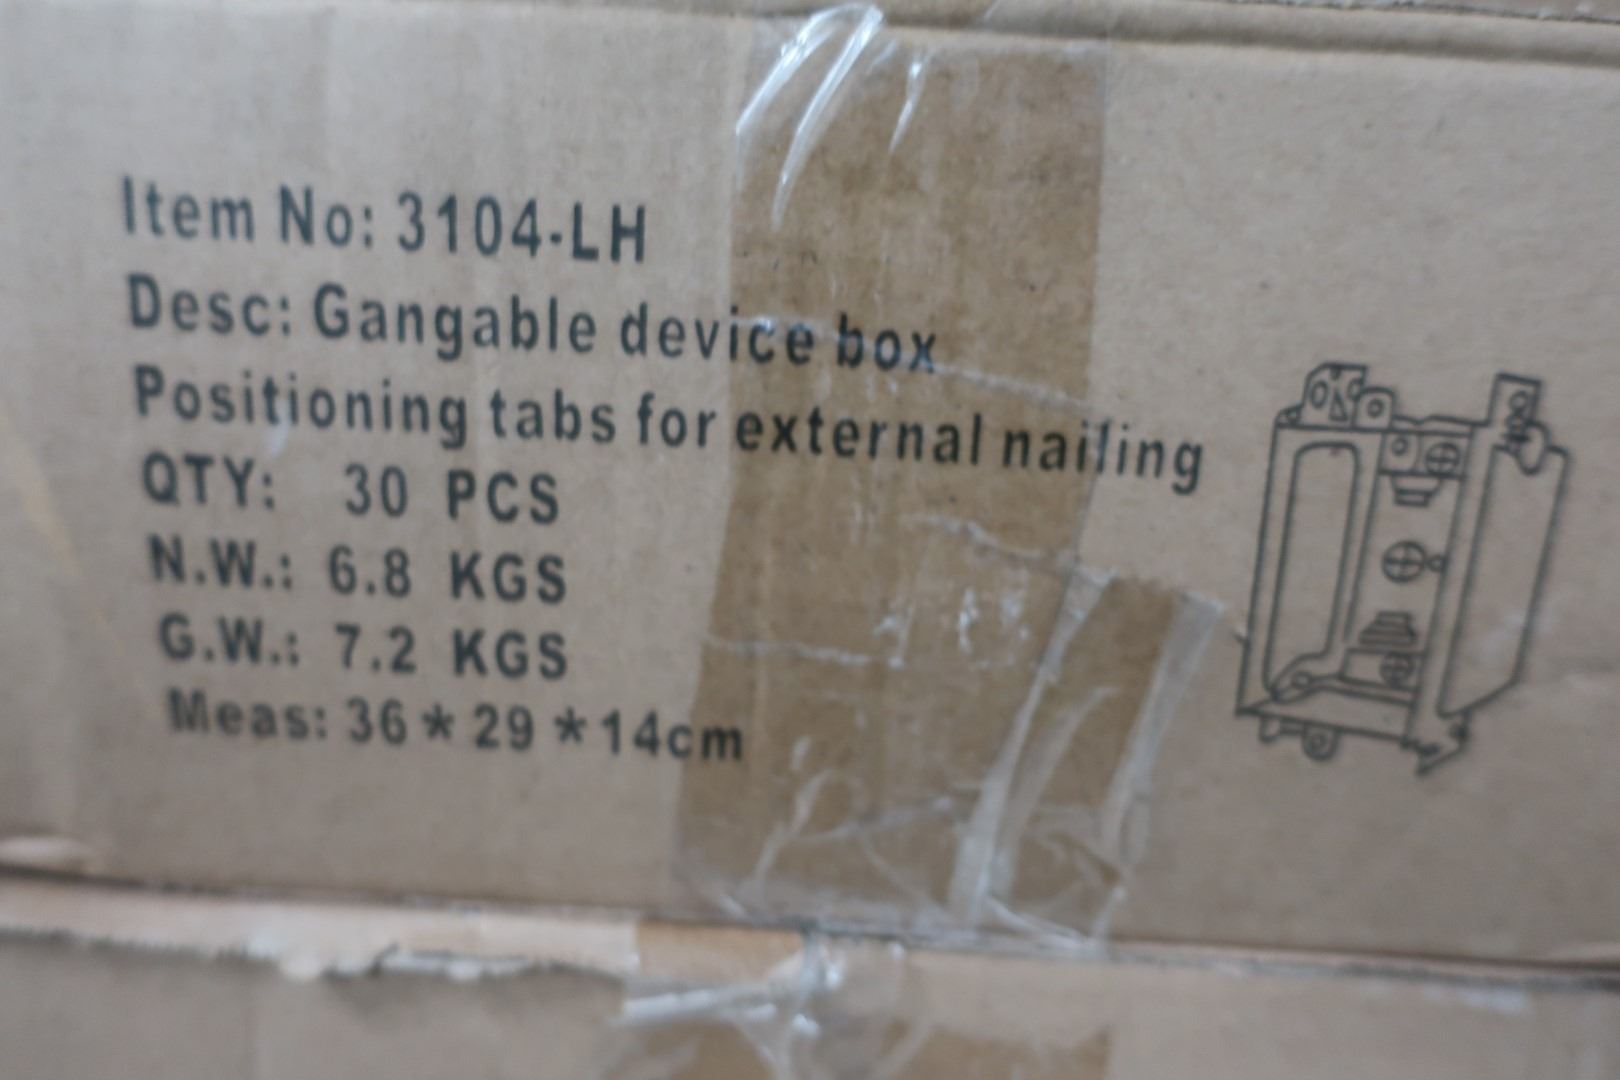 Item No: 3104-LH
Desc: Gangable device box
Positioning tabs for external nailing
QTY: 30 PCS
N.W.: 6.8 KGS
G.W.: 7.2 KGS
Meas: 36 * 29 * 14cm